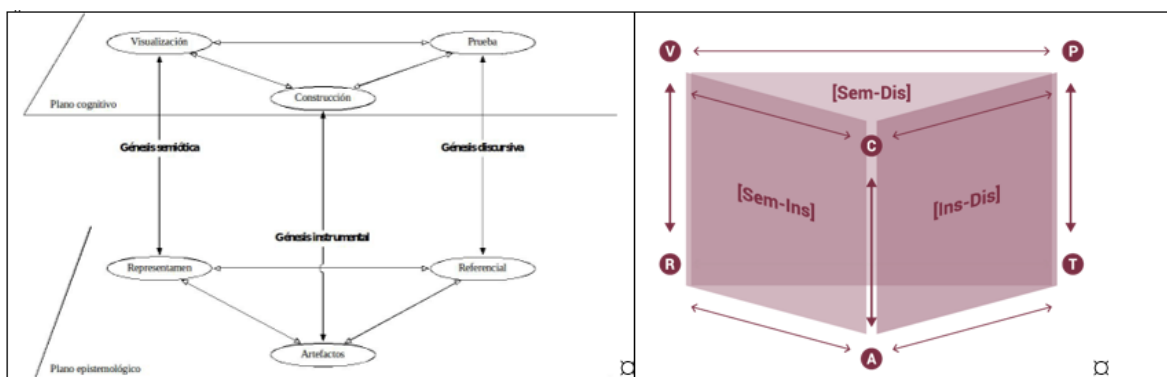 Visualización
Prueba
Construcción
Plano cognitivo
Génesis semiótica
Génesis discursiva
Génesis instrumental
Representamen
Referencial
Artefactos
Plano epistemológico
¤
V
P
[Sem-Dis]
C
[Sem-Ins]
[Ins-Dis]
R
T
A
¤